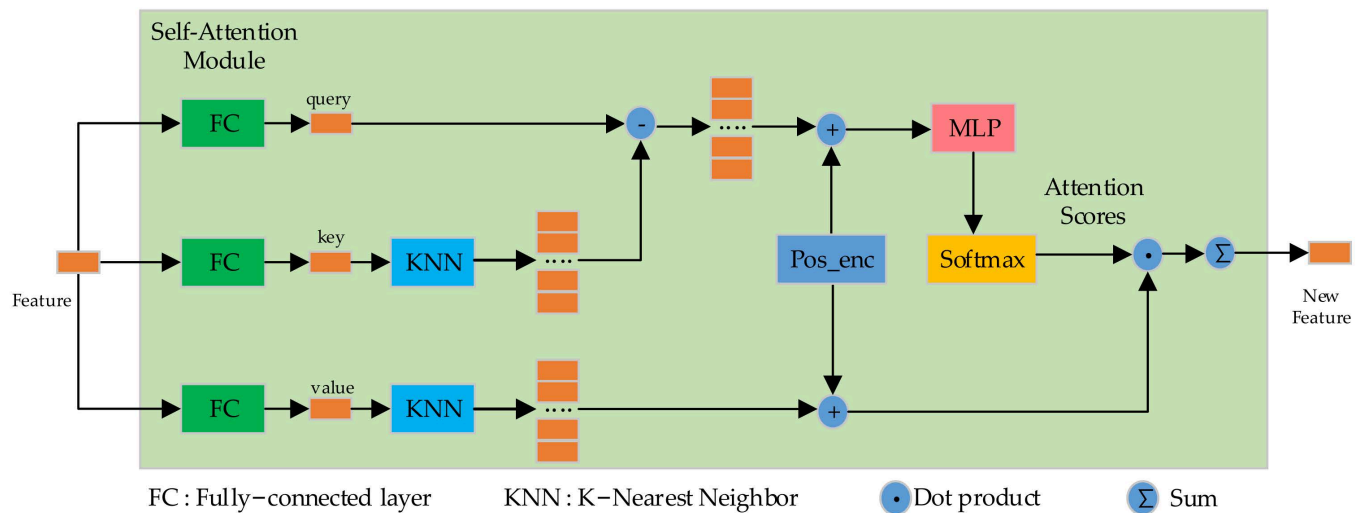 Self-Attention
Module
FC
query
-
....
+
MLP
Attention
Scores
Feature
FC
key
KNN
....
Pos_enc
Softmax
·
Σ
New
Feature
FC
value
KNN
....
+
FC : Fully−connected layer
KNN : K−Nearest Neighbor
· Dot product
Σ Sum